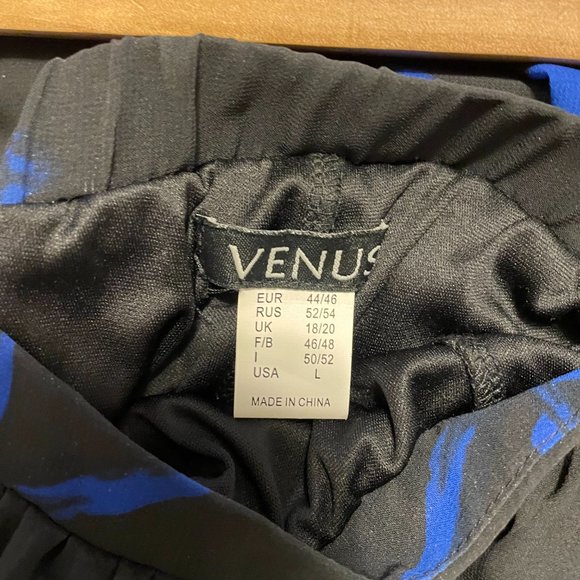 VENUS
EUR 44/46
RUS 52/54
UK 18/20
F/B 46/48
I 50/52
USA L
MADE IN CHINA